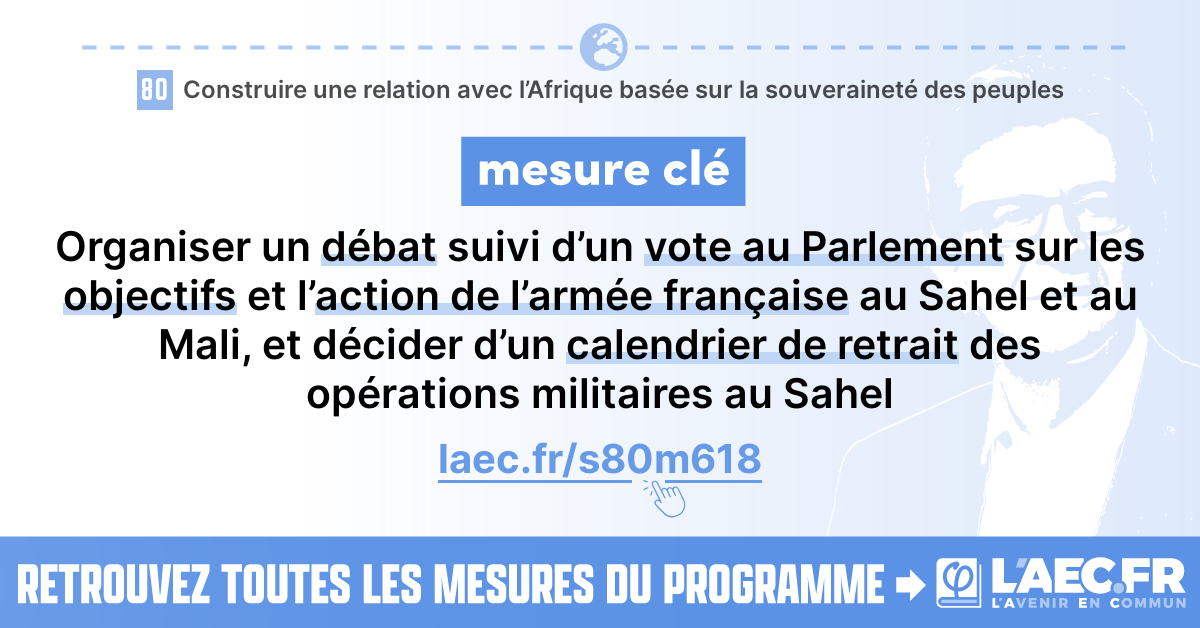 80 Construire une relation avec l’Afrique basée sur la souveraineté des peuples
mesure clé
Organiser un débat suivi d’un vote au Parlement sur les
objectifs et l’action de l’armée française au Sahel et au
Mali, et décider d’un calendrier de retrait des
opérations militaires au Sahel
laec.fr/s80m618
RETROUVEZ TOUTES LES MESURES DU PROGRAMME
φ L'AEC.FR
L'AVENIR EN COMMUN